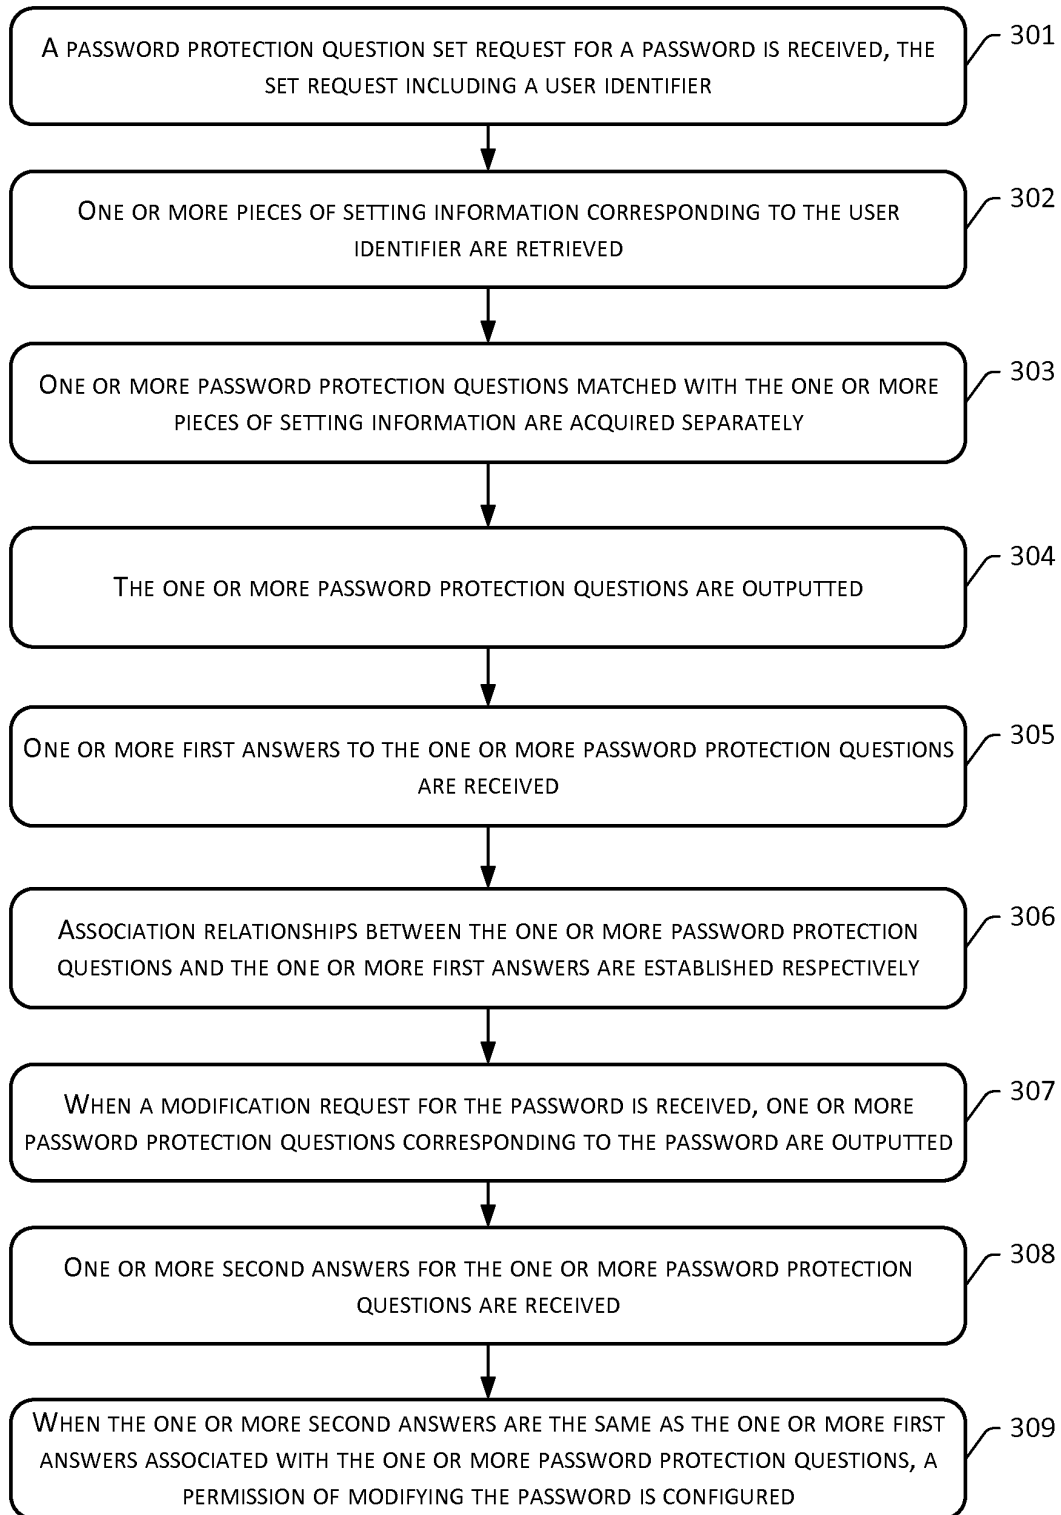 A PASSWORD PROTECTION QUESTION SET REQUEST FOR A PASSWORD IS RECEIVED, THE
SET REQUEST INCLUDING A USER IDENTIFIER
301
ONE OR MORE PIECES OF SETTING INFORMATION CORRESPONDING TO THE USER
IDENTIFIER ARE RETRIEVED
302
ONE OR MORE PASSWORD PROTECTION QUESTIONS MATCHED WITH THE ONE OR MORE
PIECES OF SETTING INFORMATION ARE ACQUIRED SEPARATELY
303
THE ONE OR MORE PASSWORD PROTECTION QUESTIONS ARE OUTPUTTED
304
ONE OR MORE FIRST ANSWERS TO THE ONE OR MORE PASSWORD PROTECTION QUESTIONS
ARE RECEIVED
305
ASSOCIATION RELATIONSHIPS BETWEEN THE ONE OR MORE PASSWORD PROTECTION
QUESTIONS AND THE ONE OR MORE FIRST ANSWERS ARE ESTABLISHED RESPECTIVELY
306
WHEN A MODIFICATION REQUEST FOR THE PASSWORD IS RECEIVED, ONE OR MORE
PASSWORD PROTECTION QUESTIONS CORRESPONDING TO THE PASSWORD ARE OUTPUTTED
307
ONE OR MORE SECOND ANSWERS FOR THE ONE OR MORE PASSWORD PROTECTION
QUESTIONS ARE RECEIVED
308
WHEN THE ONE OR MORE SECOND ANSWERS ARE THE SAME AS THE ONE OR MORE FIRST
ANSWERS ASSOCIATED WITH THE ONE OR MORE PASSWORD PROTECTION QUESTIONS, A
PERMISSION OF MODIFYING THE PASSWORD IS CONFIGURED
309